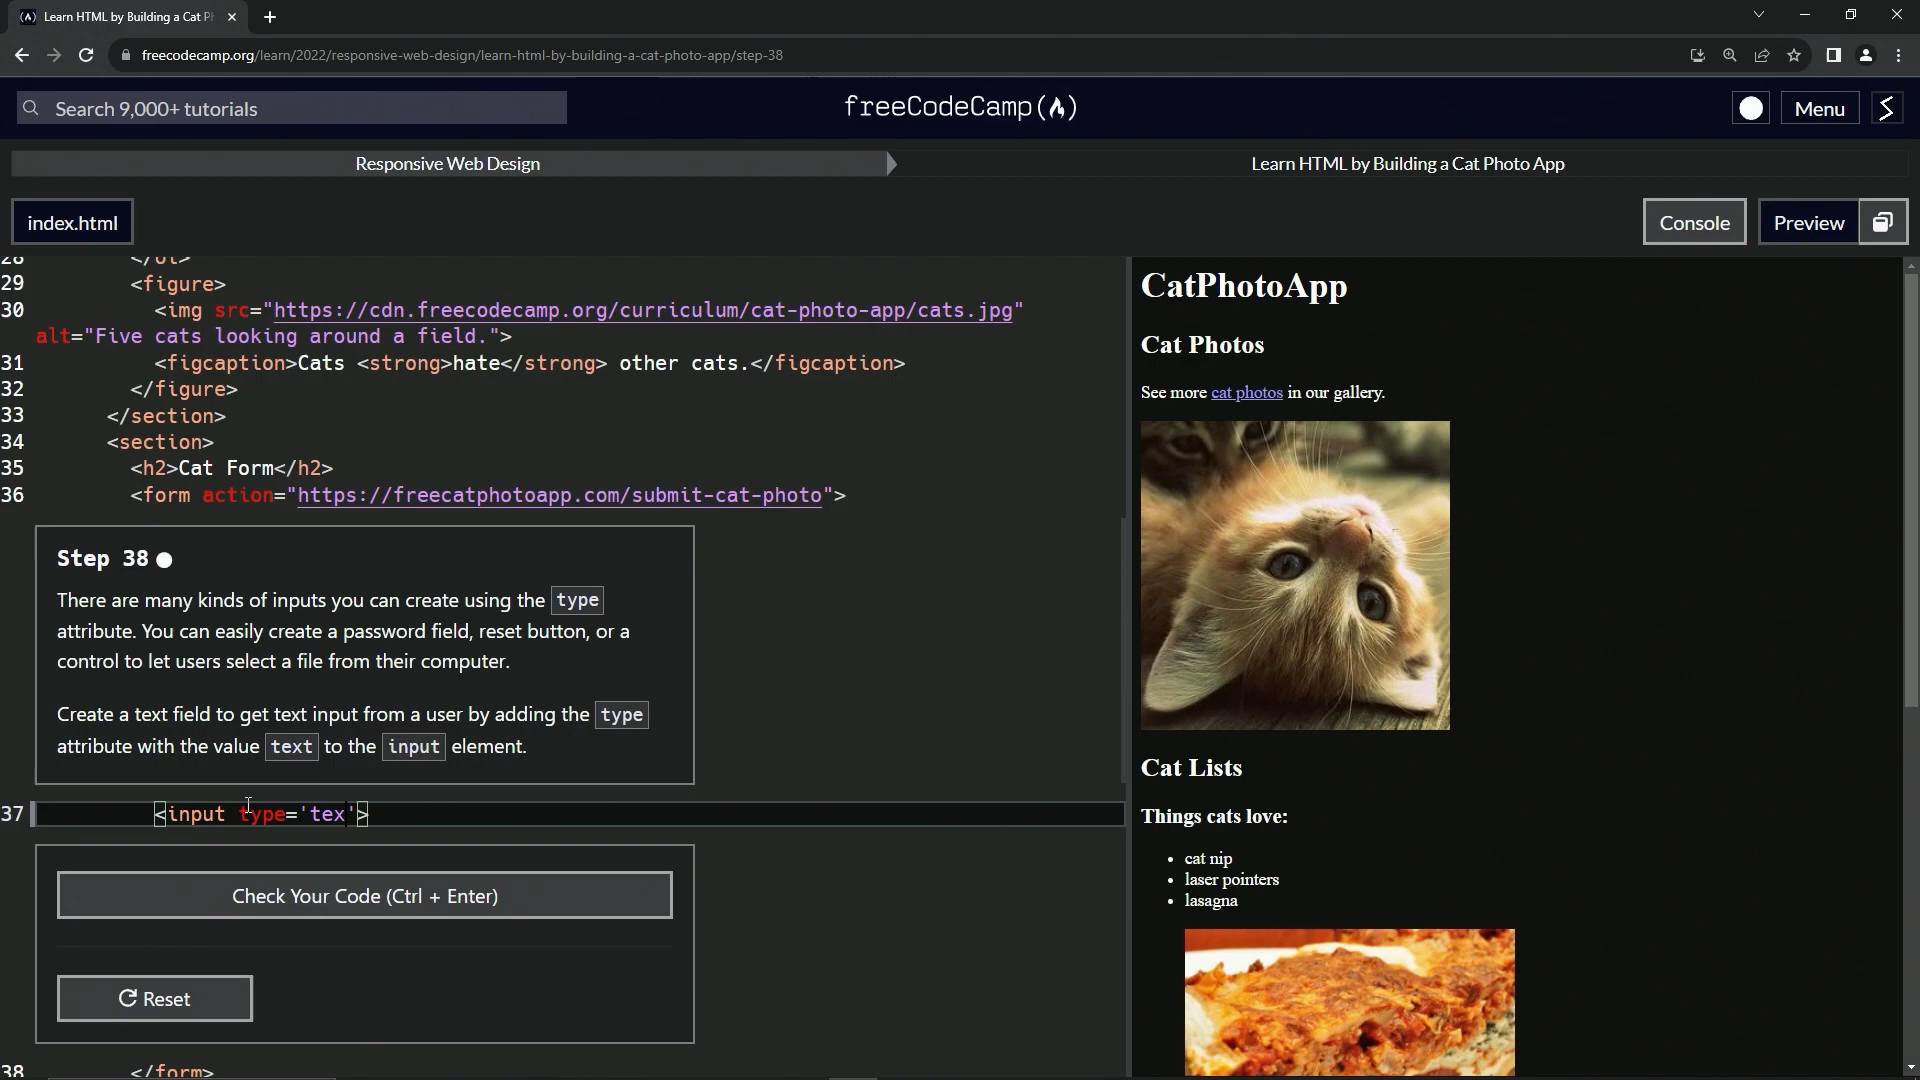 Learn HTML by Building a Cat P
freecodecamp.org/learn/2022/responsive-web-design/learn-html-by-building-a-cat-photo-app/step-38
Search 9,000+ tutorials
freeCodeCamp(🔥)
Menu
Responsive Web Design
Learn HTML by Building a Cat Photo App
index.html
Console
Preview
28 </ol>
29 <figure>
30 <img src="https://cdn.freecodecamp.org/curriculum/cat-photo-app/cats.jpg"
alt="Five cats looking around a field.">
31 <figcaption>Cats <strong>hate</strong> other cats.</figcaption>
32 </figure>
33 </section>
34 <section>
35 <h2>Cat Form</h2>
36 <form action="https://freecatphotoapp.com/submit-cat-photo">
Step 38
There are many kinds of inputs you can create using the type
attribute. You can easily create a password field, reset button, or a
control to let users select a file from their computer.
Create a text field to get text input from a user by adding the type
attribute with the value text to the input element.
37 <input type='tex'>
Check Your Code (Ctrl + Enter)
Reset
38 </form>
CatPhotoApp
Cat Photos
See more cat photos in our gallery.
Cat Lists
Things cats love:
• cat nip
• laser pointers
• lasagna